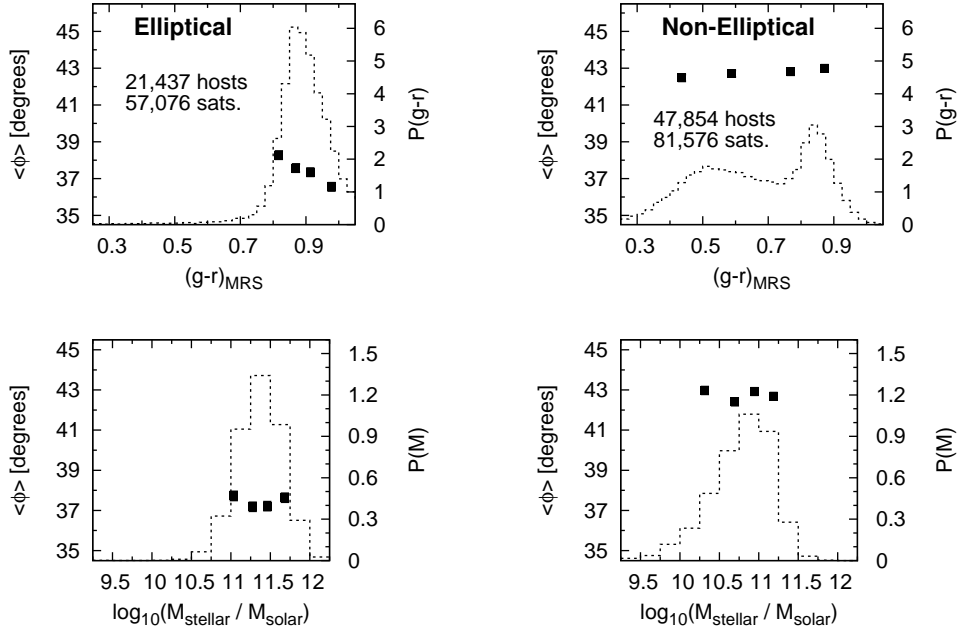 Elliptical
21,437 hosts
57,076 sats.
<ϕ> [degrees]
45
43
41
39
37
35
P(g-r)
6
5
4
3
2
1
0
0.3 0.5 0.7 0.9
(g-r)MRS
Non-Elliptical
47,854 hosts
81,576 sats.
<ϕ> [degrees]
45
43
41
39
37
35
P(g-r)
6
5
4
3
2
1
0
0.3 0.5 0.7 0.9
(g-r)MRS
<ϕ> [degrees]
45
43
41
39
37
35
P(M)
1.5
1.2
0.9
0.6
0.3
0
9.5 10 10.5 11 11.5 12
log10(Mstellar / Msolar)
<ϕ> [degrees]
45
43
41
39
37
35
P(M)
1.5
1.2
0.9
0.6
0.3
0
9.5 10 10.5 11 11.5 12
log10(Mstellar / Msolar)